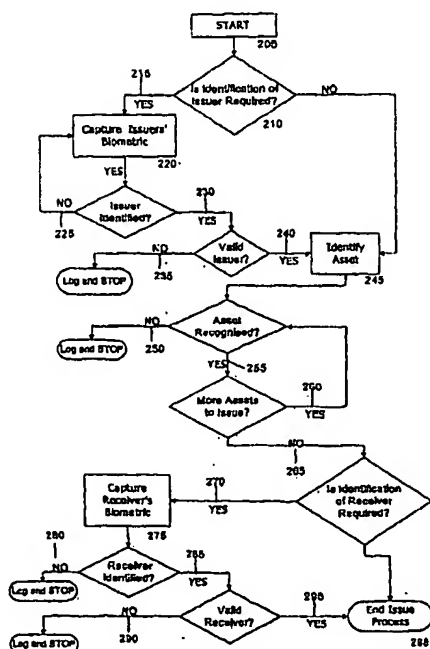 START
205
215
Is Identification of
Issuer Required?
NO
YES
210
Capture Issuers'
Biometric
220
YES
NO
225
Issuer
Identified?
230
YES
NO
235
Log and STOP
Valid
Issuer?
240
YES
Identify
Asset
245
NO
250
Log and STOP
Asset
Recognised?
255
YES
More Assets
to Issue?
260
YES
NO
265
270
YES
Is Identification
of Receiver
Required?
Capture
Receiver's
Biometric
275
280
NO
Log and STOP
Receiver
Identified?
285
YES
NO
290
Log and STOP
Valid
Receiver?
295
YES
End Issue
Process